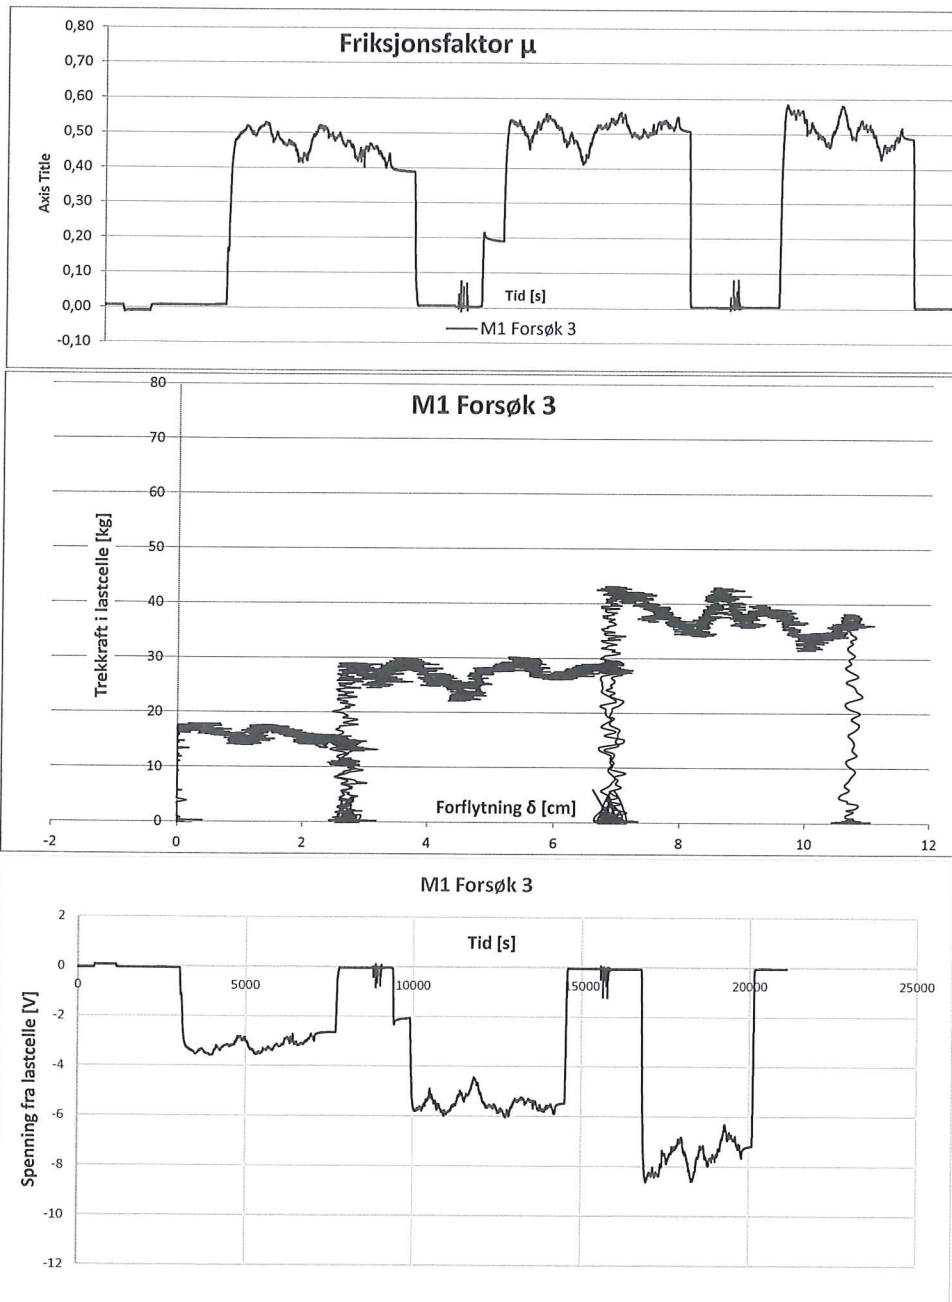 Friksjonsfaktor μ
0,80
0,70
0,60
0,50
0,40
0,30
0,20
0,10
0,00
-0,10
Axis Title
Tid [s]
M1 Forsøk 3
M1 Forsøk 3
80
70
60
50
40
30
20
10
0
Trekkraft i lastcelle [kg]
Forflytning δ [cm]
-2 0 2 4 6 8 10 12
M1 Forsøk 3
2
0
-2
-4
-6
-8
-10
-12
Spenning fra lastcelle [V]
Tid [s]
0 5000 10000 15000 20000 25000